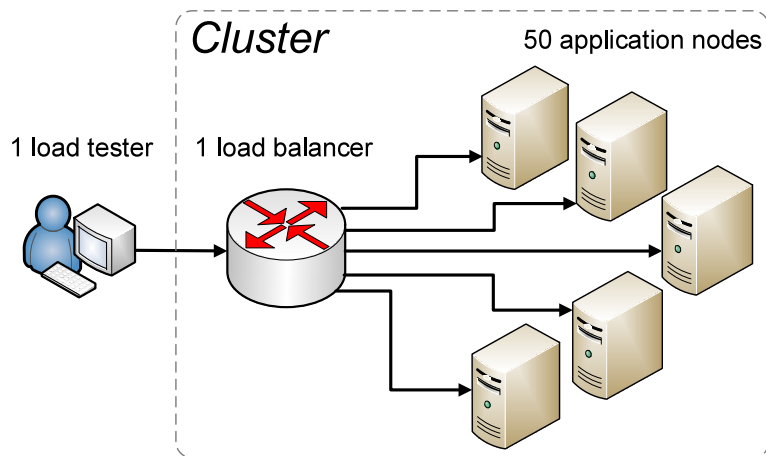 Cluster
50 application nodes
1 load tester
1 load balancer